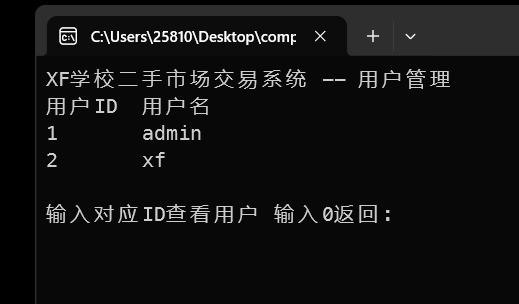 C:\Users\25810\Desktop\comp
XF学校二手市场交易系统 -- 用户管理
用户ID 用户名
1 admin
2 xf
输入对应ID查看用户 输入0返回: